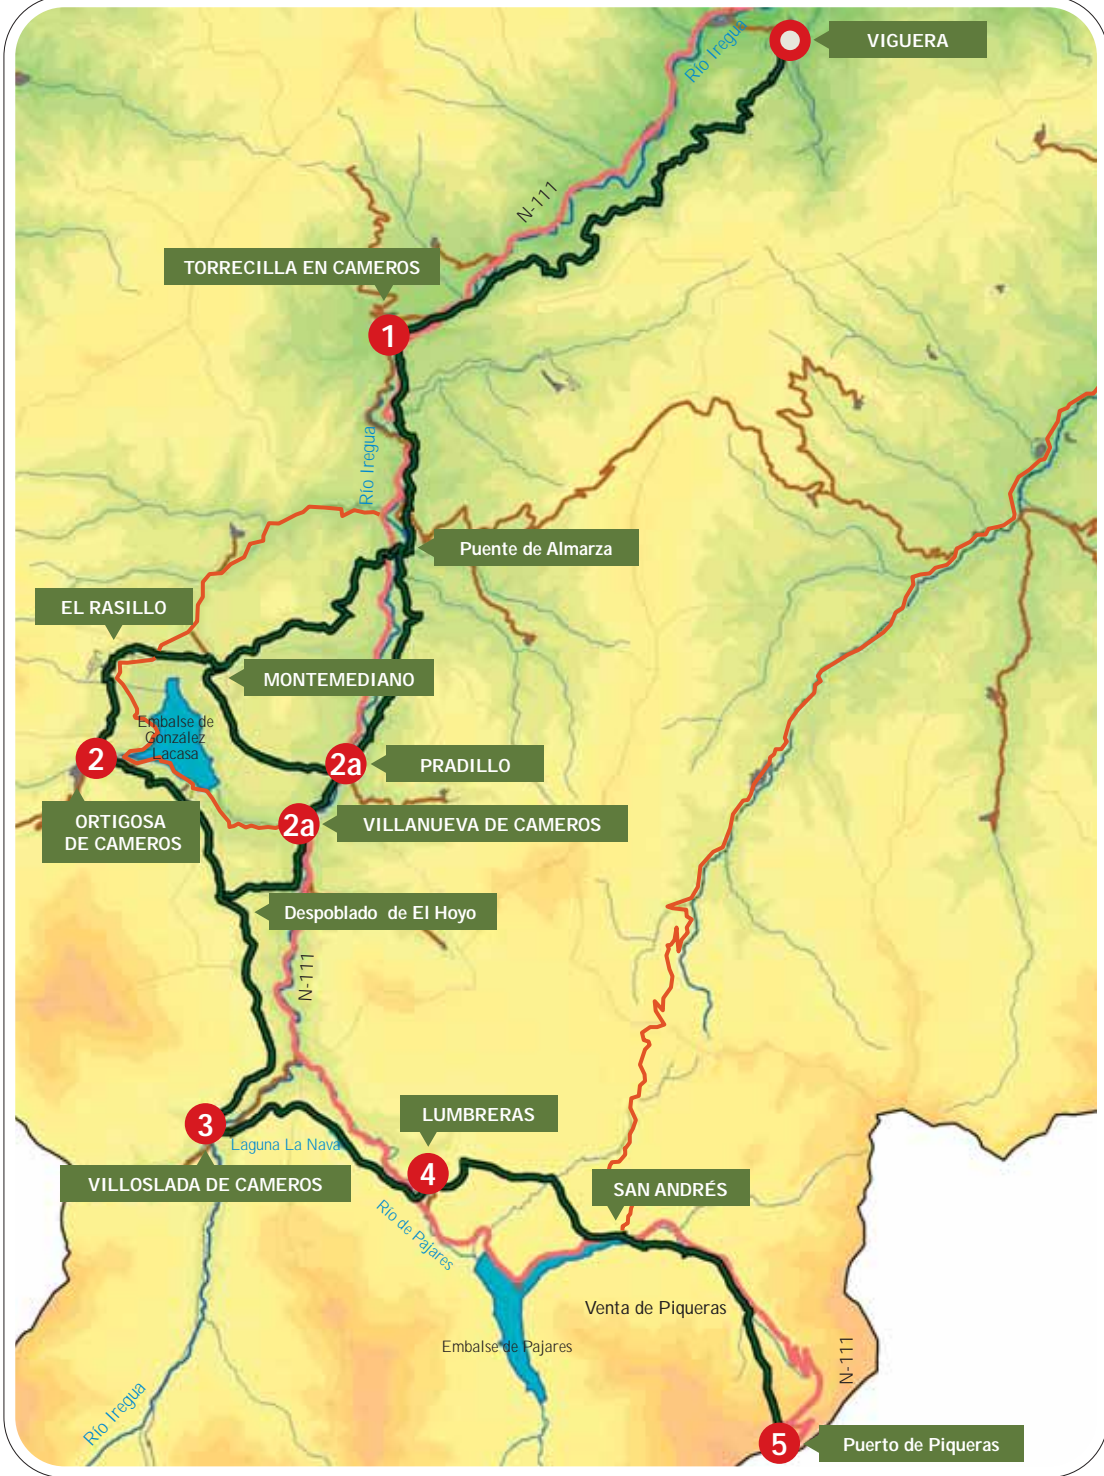 VIGUERA
Río Iregua
N-111
TORRECILLA EN CAMEROS
1
Río Iregua
Puente de Almarza
EL RASILLO
MONTEMEDIANO
Embalse de
González
Lacasa
2
2a
PRADILLO
ORTIGOSA
DE CAMEROS
2a
VILLANUEVA DE CAMEROS
Despoblado de El Hoyo
N-111
LUMBRERAS
3
Laguna La Nava
4
VILLOSLADA DE CAMEROS
SAN ANDRÉS
Río de Pajares
Venta de Piqueras
Embalse de Pajares
N-111
Río Iregua
5
Puerto de Piqueras